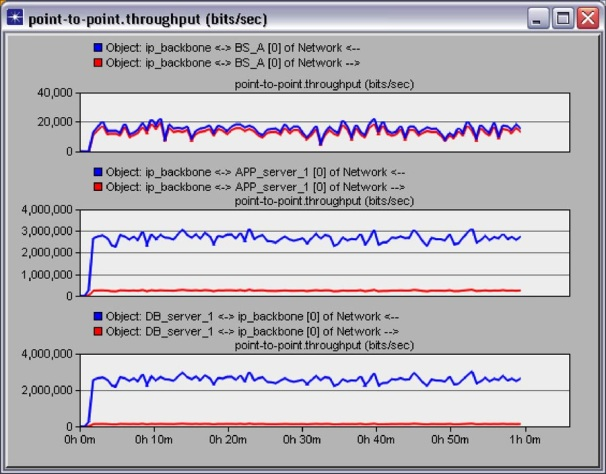 point-to-point.throughput (bits/sec)
Object: ip_backbone <-> BS_A [0] of Network <--
Object: ip_backbone <-> BS_A [0] of Network -->
point-to-point.throughput (bits/sec)
40,000
20,000
0
Object: ip_backbone <-> APP_server_1 [0] of Network <--
Object: ip_backbone <-> APP_server_1 [0] of Network -->
point-to-point.throughput (bits/sec)
4,000,000
3,000,000
2,000,000
1,000,000
0
Object: DB_server_1 <-> ip_backbone [0] of Network <--
Object: DB_server_1 <-> ip_backbone [0] of Network -->
point-to-point.throughput (bits/sec)
4,000,000
2,000,000
0
0h 0m 0h 10m 0h 20m 0h 30m 0h 40m 0h 50m 1h 0m